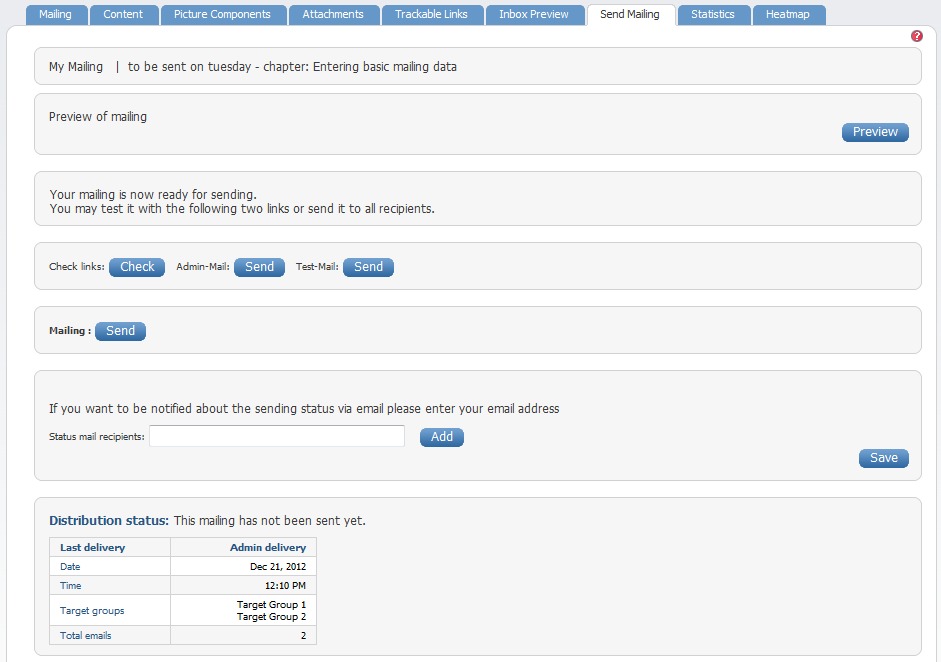 Mailing Content Picture Components Attachments Trackable Links Inbox Preview Send Mailing Statistics Heatmap
?
My Mailing | to be sent on tuesday - chapter: Entering basic mailing data
Preview of mailing
Preview
Your mailing is now ready for sending.
You may test it with the following two links or send it to all recipients.
Check links: Check Admin-Mail: Send Test-Mail: Send
Mailing : Send
If you want to be notified about the sending status via email please enter your email address
Status mail recipients: Add
Save
Distribution status: This mailing has not been sent yet.
Last delivery Admin delivery
Date Dec 21, 2012
Time 12:10 PM
Target groups Target Group 1
Target Group 2
Total emails 2